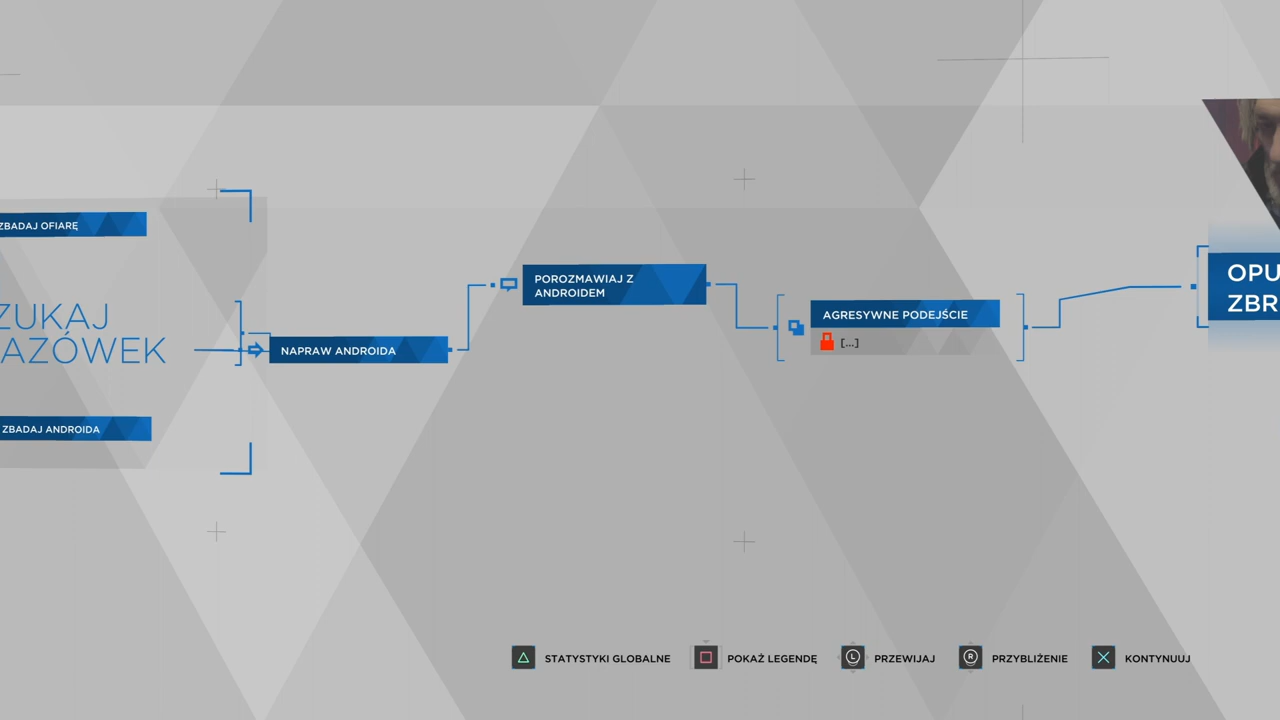 ZBADAJ OFIARĘ
ZUKAJ
AZÓWEK
ZBADAJ ANDROIDA
NAPRAW ANDROIDA
POROZMAWIAJ Z
ANDROIDEM
AGRESYWNE PODEJŚCIE
[...]
OPU
ZBR
STATYSTYKI GLOBALNE
POKAŻ LEGENDĘ
L
PRZEWIJAJ
R
PRZYBLIŻENIE
KONTYNUUJ